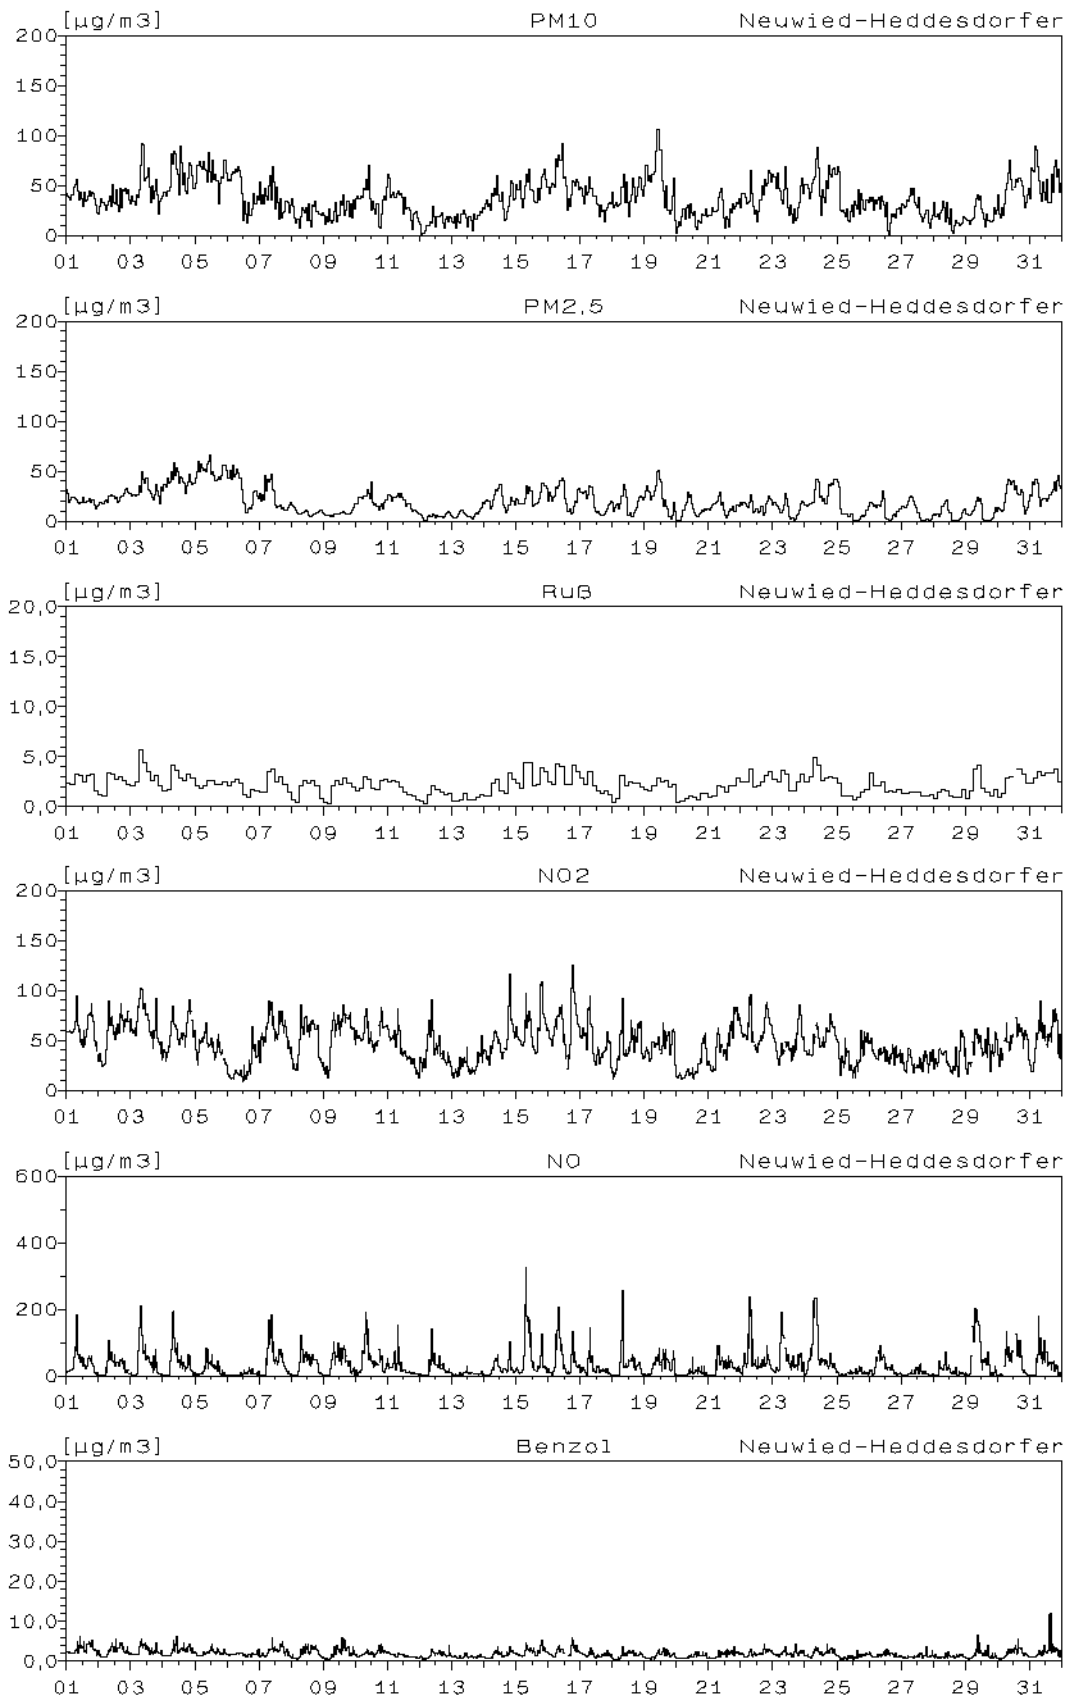 [µg/m3] PM10 Neuwied-Heddesdorfer
200
150
100
50
0
01 03 05 07 09 11 13 15 17 19 21 23 25 27 29 31
[µg/m3] PM2,5 Neuwied-Heddesdorfer
200
150
100
50
0
01 03 05 07 09 11 13 15 17 19 21 23 25 27 29 31
[µg/m3] Ruß Neuwied-Heddesdorfer
20,0
15,0
10,0
5,0
0,0
01 03 05 07 09 11 13 15 17 19 21 23 25 27 29 31
[µg/m3] NO2 Neuwied-Heddesdorfer
200
150
100
50
0
01 03 05 07 09 11 13 15 17 19 21 23 25 27 29 31
[µg/m3] NO Neuwied-Heddesdorfer
600
400
200
0
01 03 05 07 09 11 13 15 17 19 21 23 25 27 29 31
[µg/m3] Benzol Neuwied-Heddesdorfer
50,0
40,0
30,0
20,0
10,0
0,0
01 03 05 07 09 11 13 15 17 19 21 23 25 27 29 31